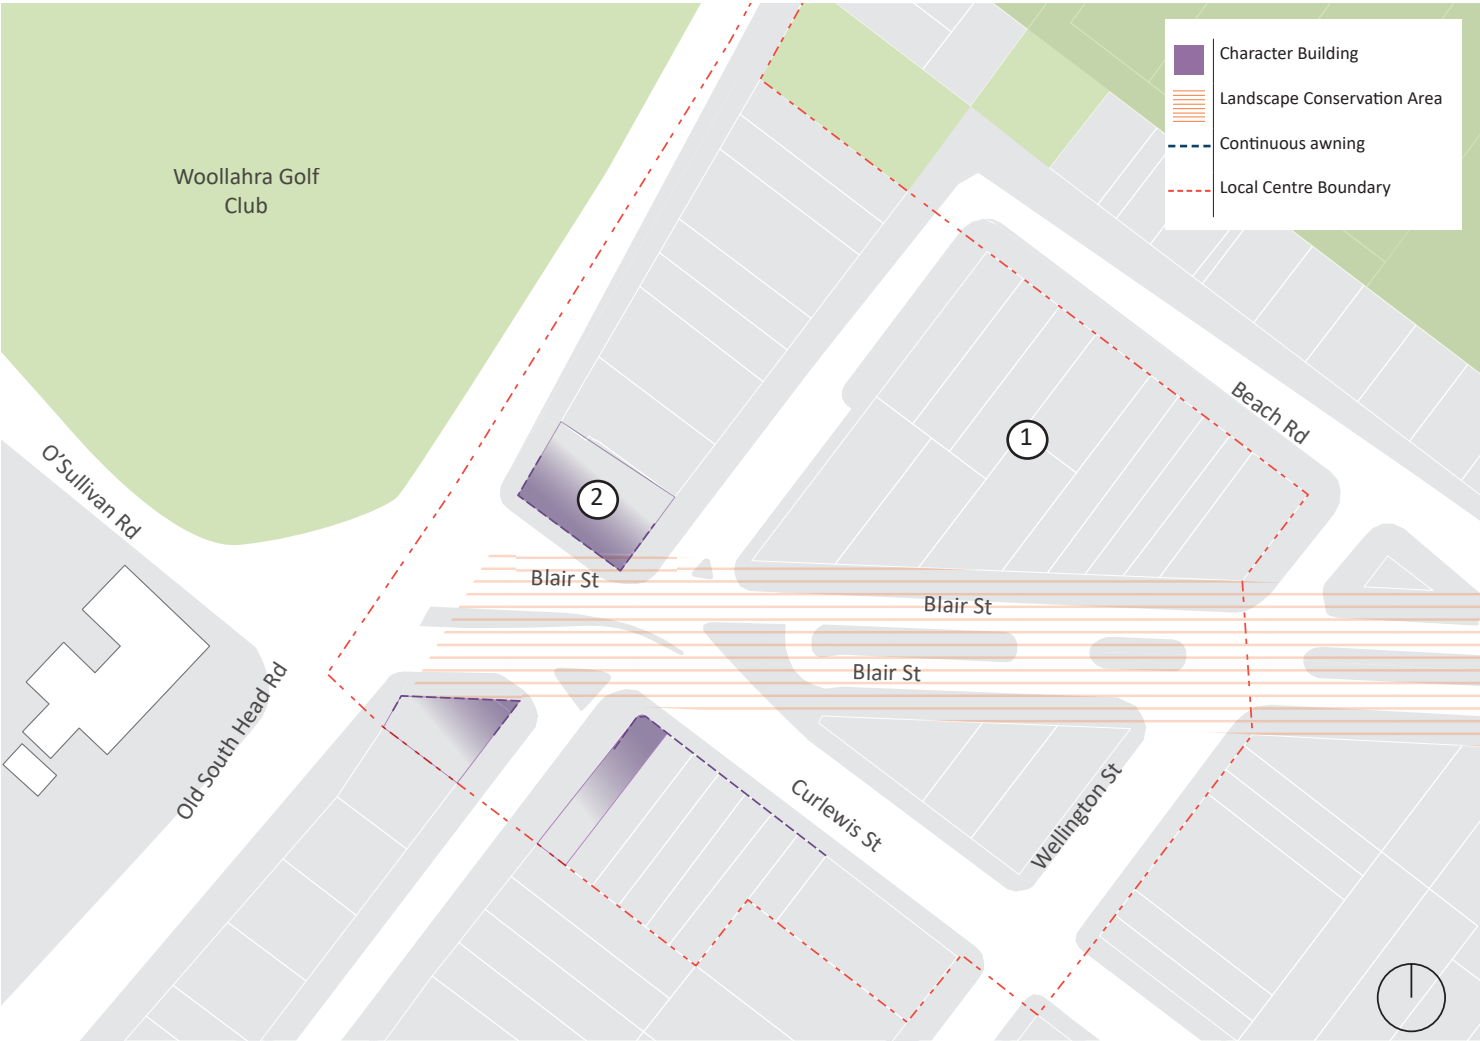 Character Building
Landscape Conservation Area
Continuous awning
Local Centre Boundary
Woollahra Golf
Club
O'Sullivan Rd
Beach Rd
1
2
Blair St
Blair St
Blair St
Old South Head Rd
Curlewis St
Wellington St